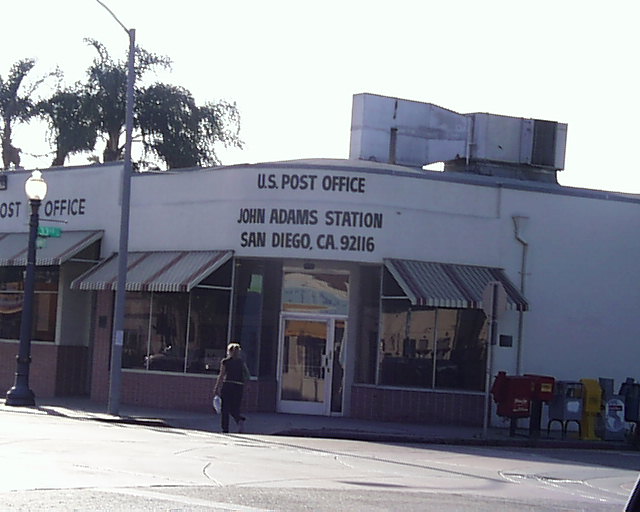 U.S. POST OFFICE
JOHN ADAMS STATION
SAN DIEGO, CA. 92116
OST OFFICE